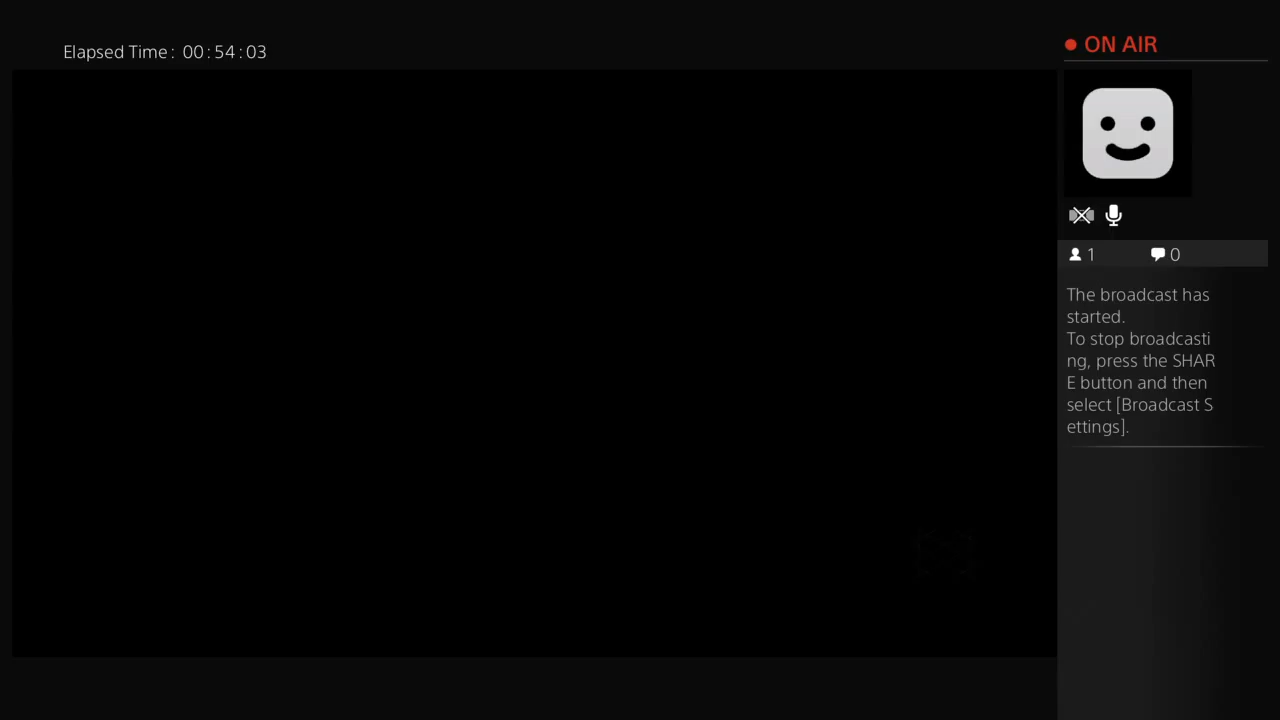 Elapsed Time: 00:54:03
ON AIR
1 0
The broadcast has
started.
To stop broadcasti
ng, press the SHAR
E button and then
select [Broadcast S
ettings].